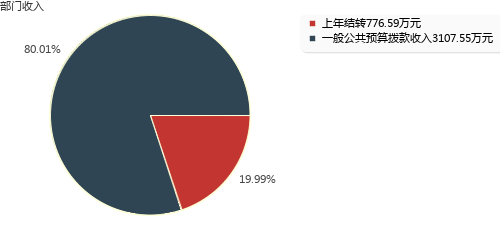 部门收入
上年结转776.59万元
一般公共预算拨款收入3107.55万元
80.01%
19.99%